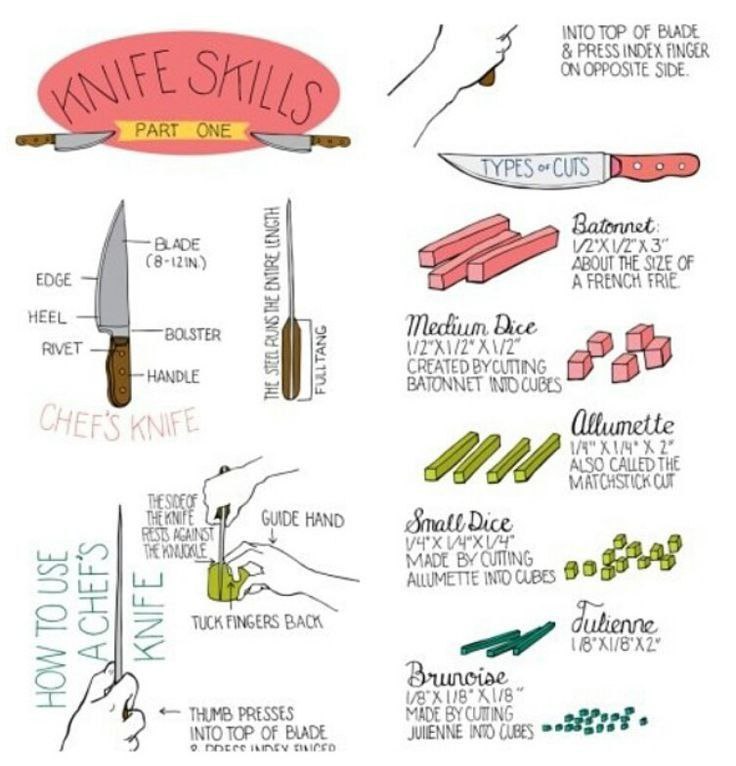 KNIFE SKILLS
PART ONE
BLADE
(8-12IN.)
EDGE
HEEL
BOLSTER
RIVET
HANDLE
CHEF'S KNIFE
THE STEEL RUNS THE ENTIRE LENGTH
FULLTANG
HOW TO USE
A CHEF'S
KNIFE
THE SIDE OF
THE KNIFE
RESTS AGAINST
THE KNUCKLE
GUIDE HAND
TUCK FINGERS BACK
THUMB PRESSES
INTO TOP OF BLADE
& PRESS INDEX FINGER
INTO TOP OF BLADE
& PRESS INDEX FINGER
ON OPPOSITE SIDE.
TYPES of CUTS
Batonnet:
1/2"X1/2"X3"
ABOUT THE SIZE OF
A FRENCH FRIE.
Medium Dice
1/2"X1/2"X1/2"
CREATED BY CUTTING
BATONNET INTO CUBES
Allumette
1/4"X1/4"X2"
ALSO CALLED THE
MATCHSTICK CUT
Small Dice
1/4"X1/4"X1/4"
MADE BY CUTTING
ALLUMETTE INTO CUBES
Julienne
1/8"X1/8"X2"
Brunoise
1/8"X1/8"X1/8"
MADE BY CUTTING
JULIENNE INTO CUBES